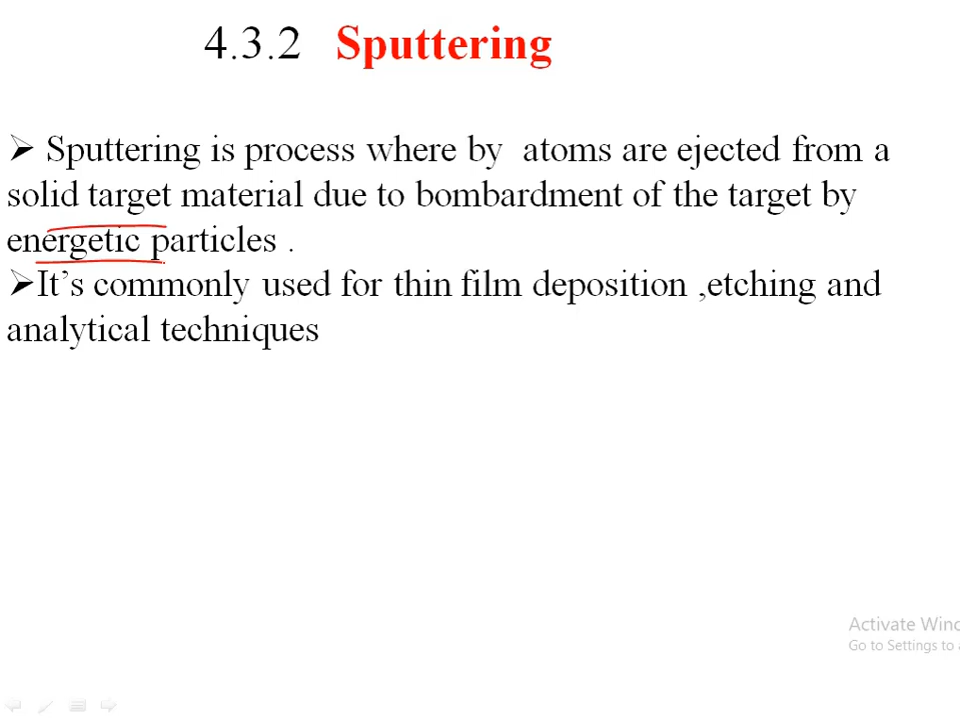 4.3.2 Sputtering
➢ Sputtering is process where by atoms are ejected from a
solid target material due to bombardment of the target by
energetic particles .
➢It's commonly used for thin film deposition ,etching and
analytical techniques
Activate Winc
Go to Settings to a